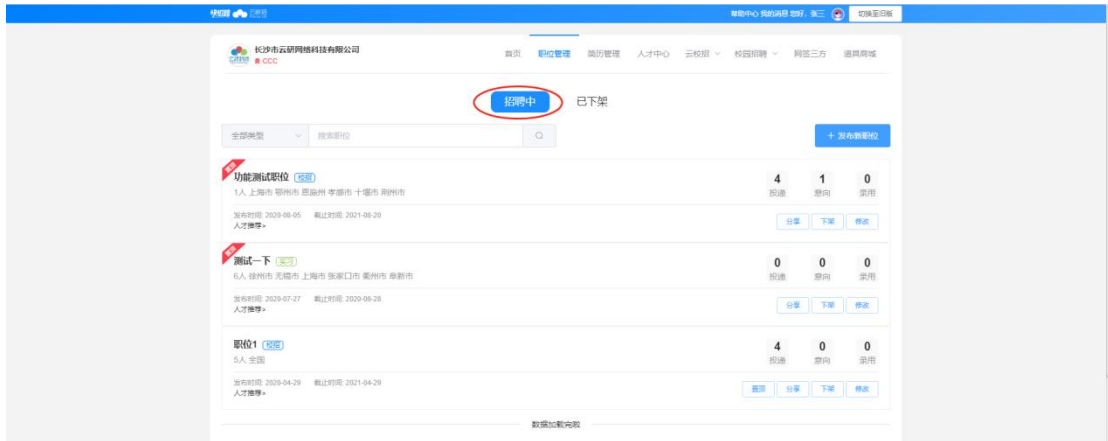 帮助中心 我的消息 您好, 张三 切换至旧版
长沙市云研网络科技有限公司
CCC
首页 职位管理 简历管理 人才中心 云校招 校园招聘 网签三方 道具商城
招聘中 已下架
全部类型 搜索职位 + 发布新职位
功能测试职位 校招 4 1 0
1人 上海市 鄂州市 恩施州 孝感市 十堰市 荆州市 投递 意向 录用
发布时间: 2020-08-05 截止时间: 2021-08-20 分享 下架 修改
人才推荐»
测试一下 实习 0 0 0
6人 徐州市 无锡市 上海市 张家口市 衢州市 阜新市 投递 意向 录用
发布时间: 2020-07-27 截止时间: 2020-08-28 分享 下架 修改
人才推荐»
职位1 校招 4 0 0
5人 全国 投递 意向 录用
发布时间: 2020-04-29 截止时间: 2021-04-29 置顶 分享 下架 修改
人才推荐»
数据加载完啦